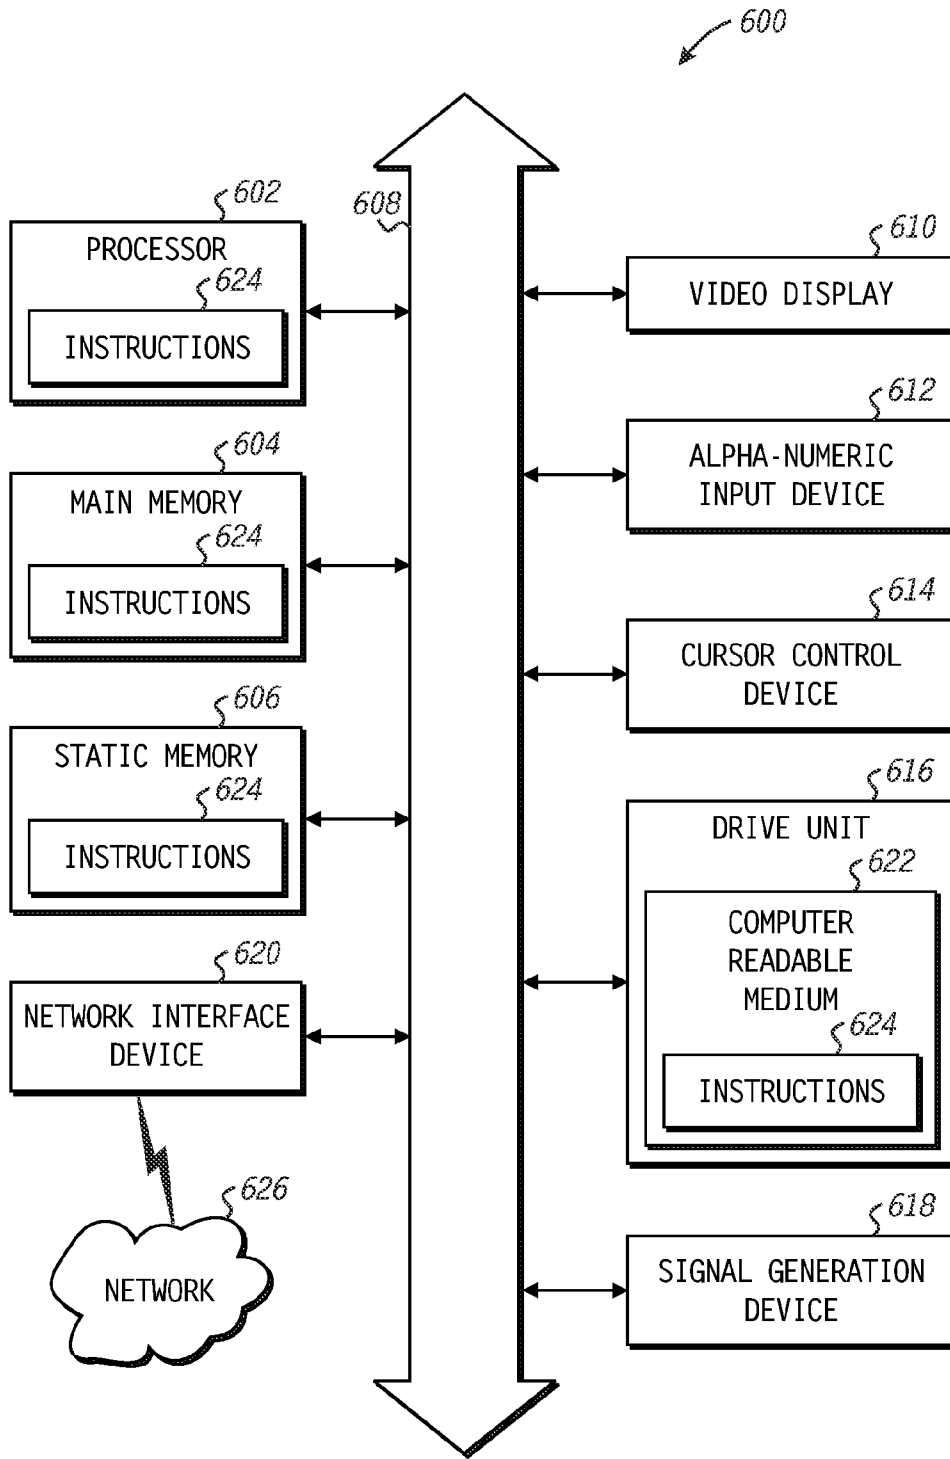 600
608
602
PROCESSOR
624
INSTRUCTIONS
604
MAIN MEMORY
624
INSTRUCTIONS
606
STATIC MEMORY
624
INSTRUCTIONS
620
NETWORK INTERFACE
DEVICE
626
NETWORK
610
VIDEO DISPLAY
612
ALPHA-NUMERIC
INPUT DEVICE
614
CURSOR CONTROL
DEVICE
616
DRIVE UNIT
622
COMPUTER
READABLE
MEDIUM
624
INSTRUCTIONS
618
SIGNAL GENERATION
DEVICE